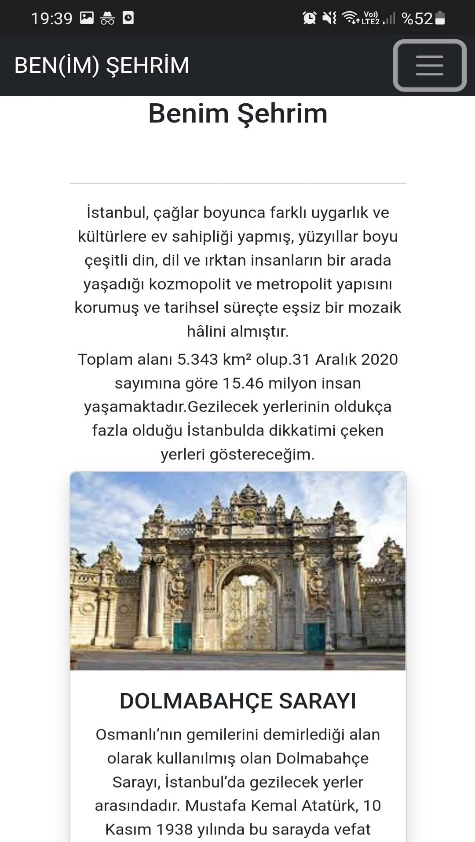 19:39
Vo))
LTE2
%52
BEN(İM) ŞEHRİM
Benim Şehrim
İstanbul, çağlar boyunca farklı uygarlık ve
kültürlere ev sahipliği yapmış, yüzyıllar boyu
çeşitli din, dil ve ırktan insanların bir arada
yaşadığı kozmopolit ve metropolit yapısını
korumuş ve tarihsel süreçte eşsiz bir mozaik
hâlini almıştır.
Toplam alanı 5.343 km² olup.31 Aralık 2020
sayımına göre 15.46 milyon insan
yaşamaktadır.Gezilecek yerlerinin oldukça
fazla olduğu İstanbulda dikkatimi çeken
yerleri göstereceğim.
DOLMABAHÇE SARAYI
Osmanlı’nın gemilerini demirlediği alan
olarak kullanılmış olan Dolmabahçe
Sarayı, İstanbul’da gezilecek yerler
arasındadır. Mustafa Kemal Atatürk, 10
Kasım 1938 yılında bu sarayda vefat